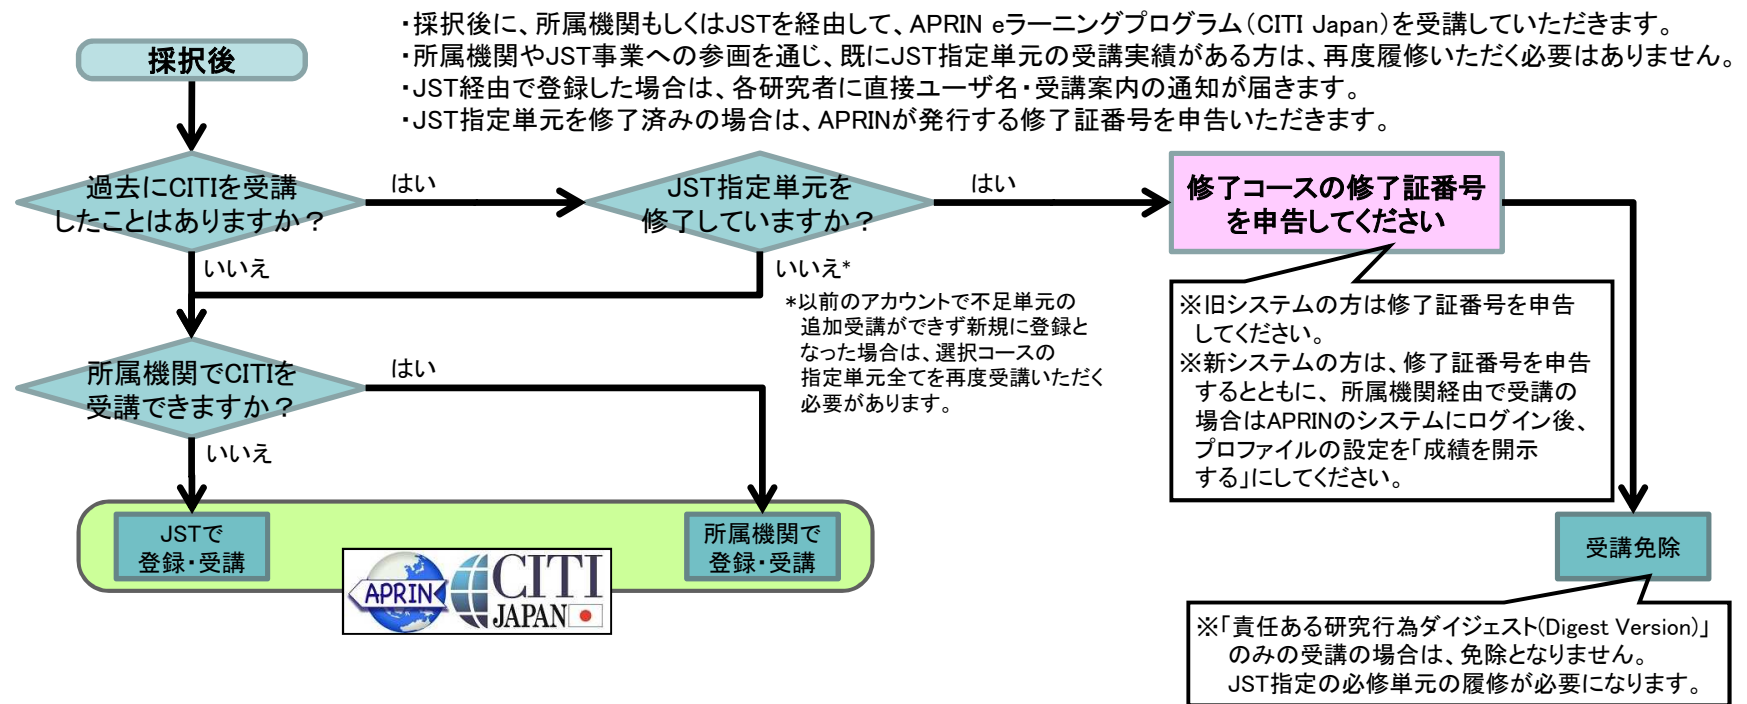 ・採択後に、所属機関もしくはJSTを経由して、APRIN eラーニングプログラム（CITI Japan）を受講していただきます。
・所属機関やJST事業への参画を通じ、既にJST指定単元の受講実績がある方は、再度履修いただく必要はありません。
・JST経由で登録した場合は、各研究者に直接ユーザ名・受講案内の通知が届きます。
・JST指定単元を修了済みの場合は、APRINが発行する修了証番号を申告いただきます。
採択後
過去にCITIを受講
したことはありますか？
はい
いいえ
JST指定単元を
修了していますか？
はい
いいえ*
*以前のアカウントで不足単元の
追加受講ができず新規に登録と
なった場合は、選択コースの
指定単元全てを再度受講いただく
必要があります。
修了コースの修了証番号
を申告してください
※旧システムの方は修了証番号を申告
してください。
※新システムの方は、修了証番号を申告
するとともに、所属機関経由で受講の
場合はAPRINのシステムにログイン後、
プロファイルの設定を「成績を開示
する」にしてください。
所属機関でCITIを
受講できますか？
はい
いいえ
JSTで
登録・受講
所属機関で
登録・受講
APRIN
CITI
JAPAN
受講免除
※「責任ある研究行為ダイジェスト(Digest Version)」
のみの受講の場合は、免除となりません。
JST指定の必修単元の履修が必要になります。